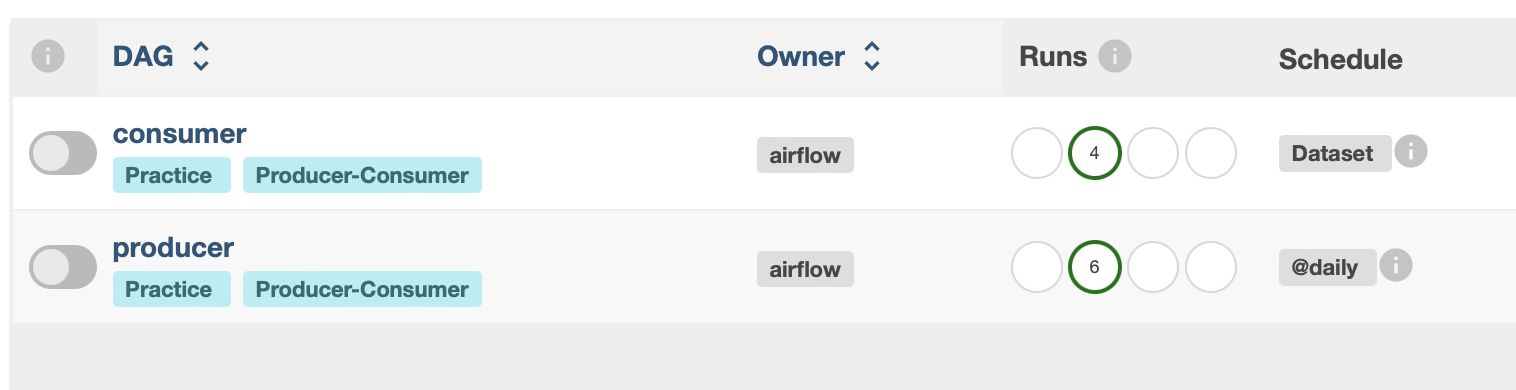 DAG Owner Runs Schedule
consumer
Practice Producer-Consumer airflow 4 Dataset
producer
Practice Producer-Consumer airflow 6 @daily